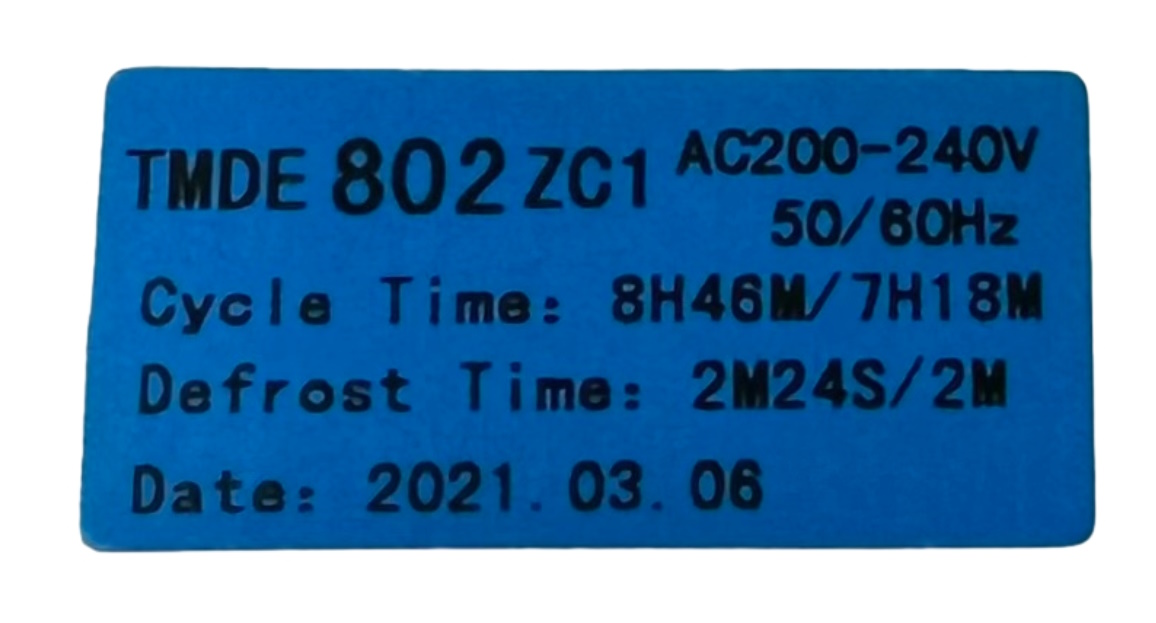 TMDE 802 ZC1 AC200-240V
50/60Hz
Cycle Time: 8H46M/7H18M
Defrost Time: 2M24S/2M
Date: 2021.03.06